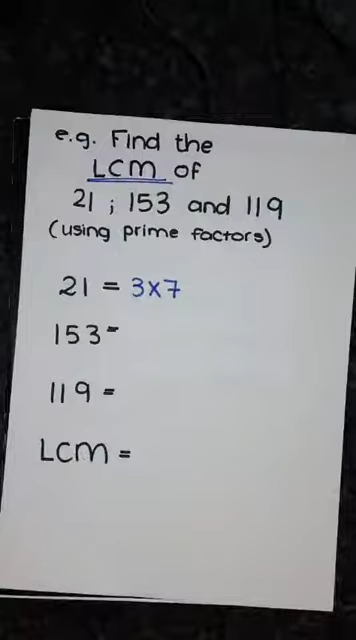 e.g. Find the
LCM of
21 ; 153 and 119
(using prime factors)
21 = 3x7
153=
119 =
LCM =